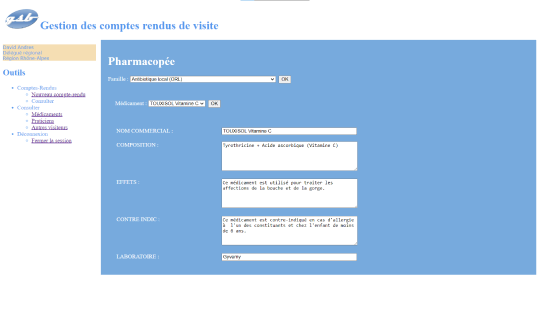 gsb
Gestion des comptes rendus de visite
David Andreé
Délégué régional
Région Rhône-Alpes
Outils
Comptes-Rendus
Nouveau compte-rendu
Consulter
Consulter
Médicaments
Praticiens
Autres visiteurs
Déconnexion
Fermer la session
Pharmacopée
Famille : Antibiotique local (ORL) OK
Médicament : TOUXISOL Vitamine C OK
NOM COMMERCIAL : TOUXISOL Vitamine C
COMPOSITION : Tyrothricine + Acide ascorbique (Vitamine C)
EFFETS : Ce médicament est utilisé pour traiter les
affections de la bouche et de la gorge.
CONTRE INDIC : Ce médicament est contre-indiqué en cas d'allergie
à l'un des constituants et chez l'enfant de moins
de 6 ans.
LABORATOIRE :